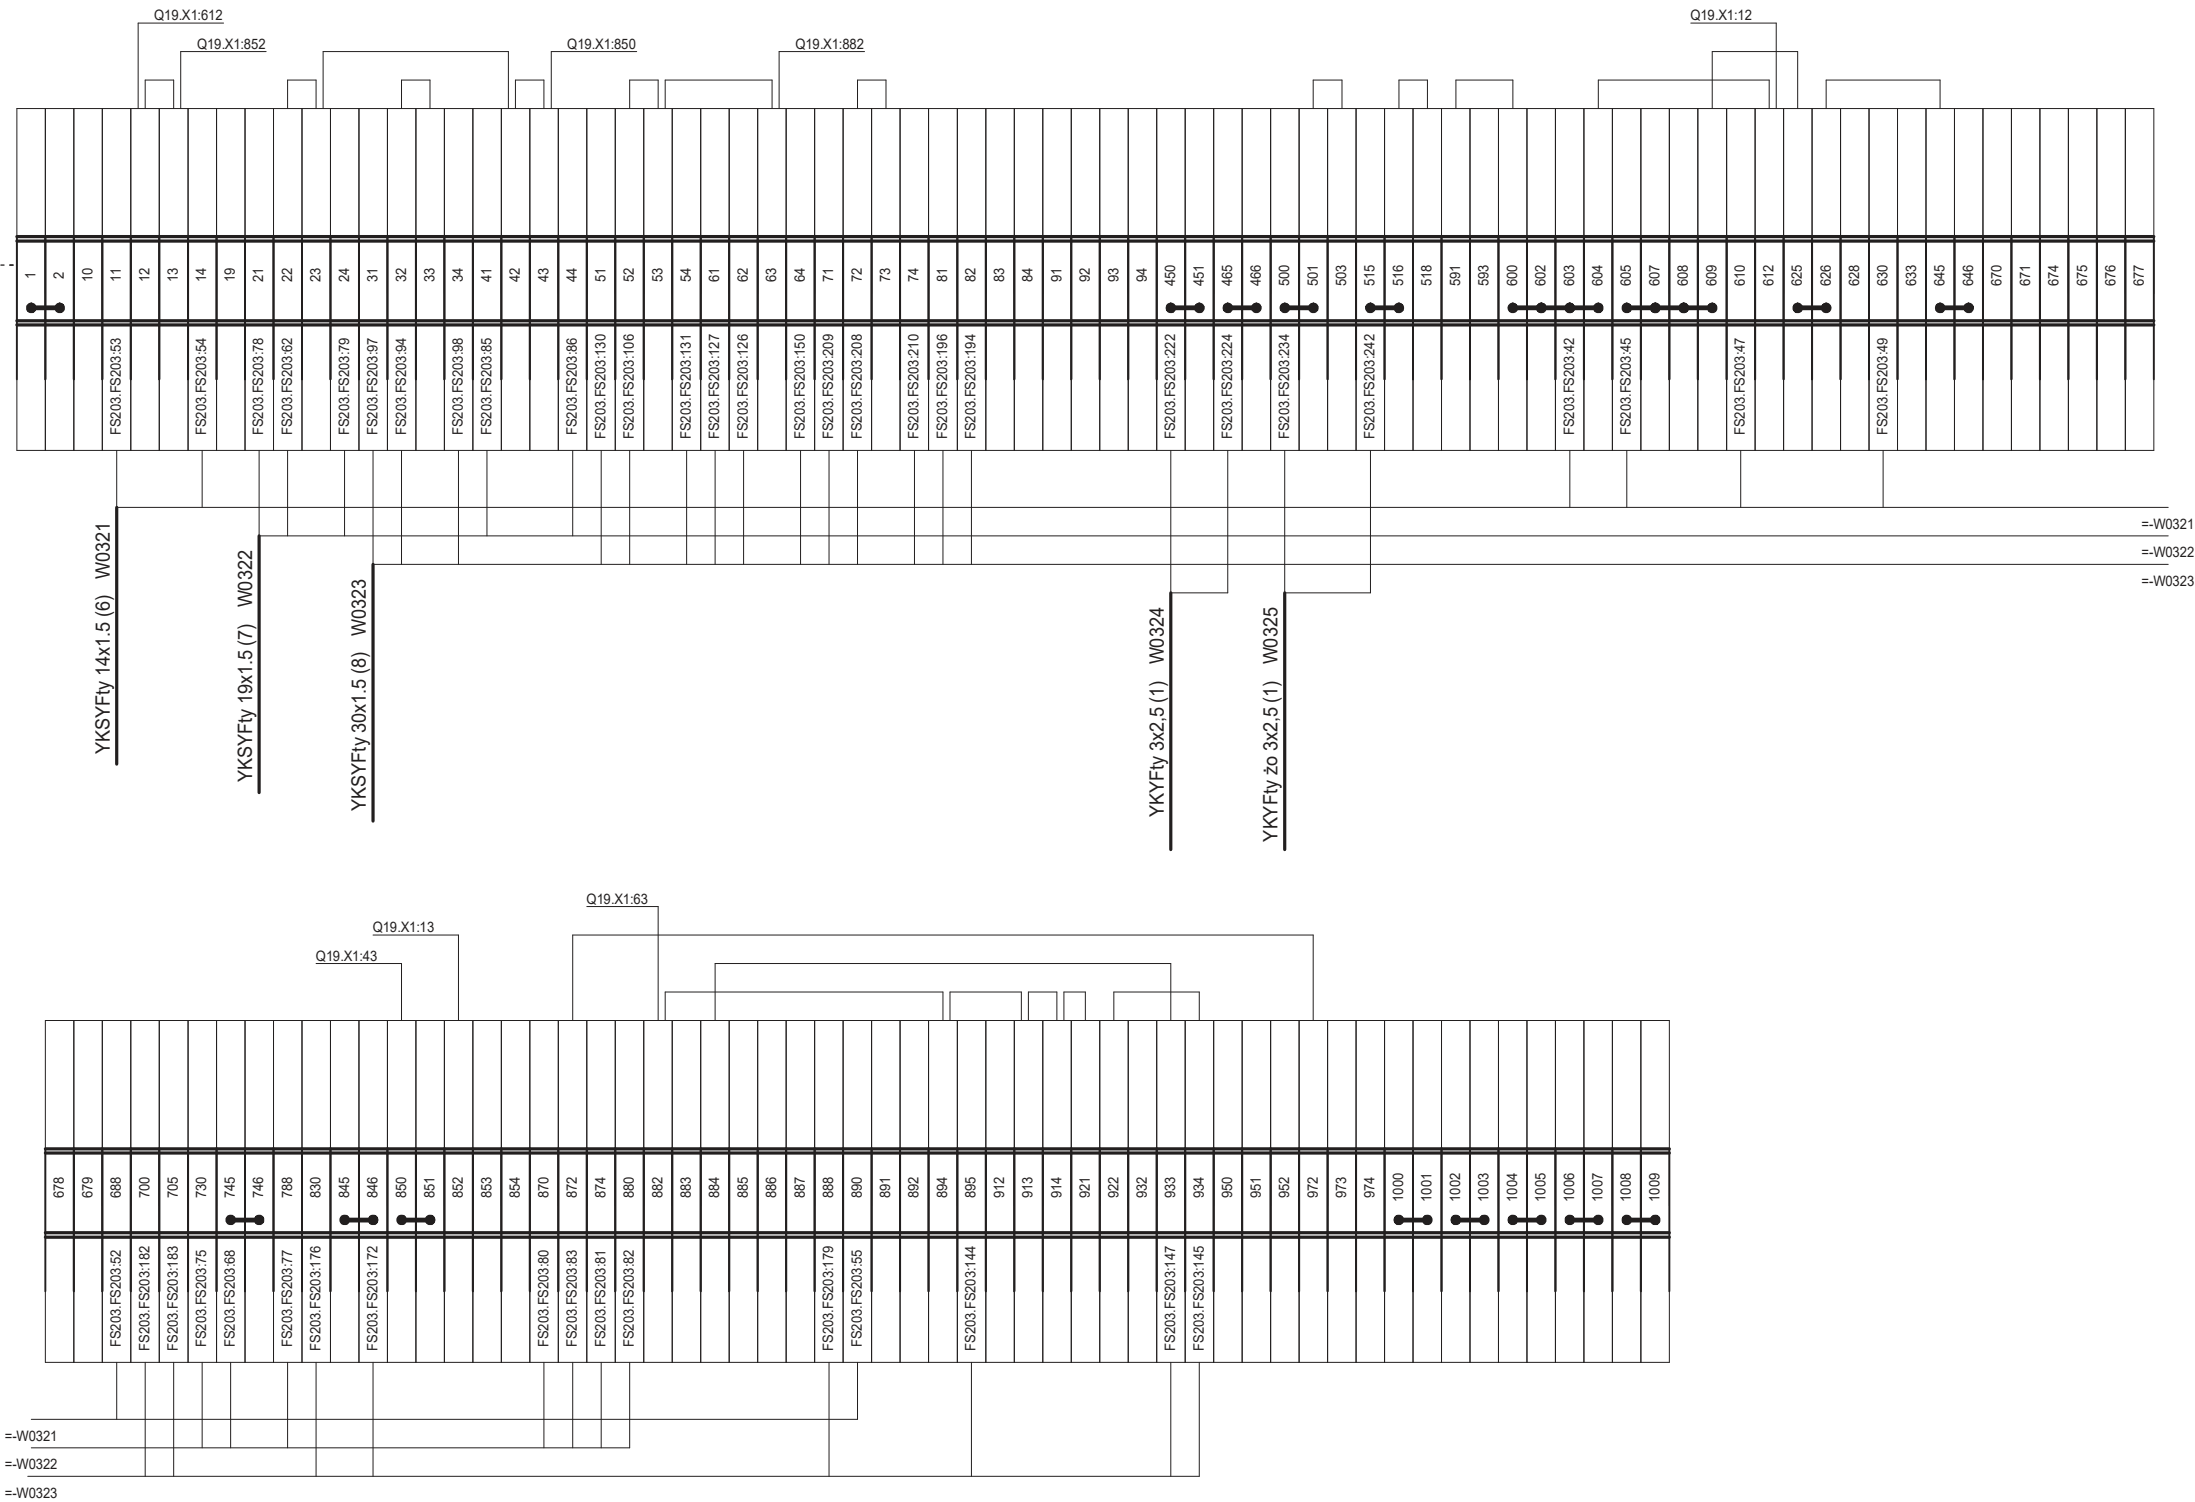 Q19.X1:612
Q19.X1:12
Q19.X1:852
Q19.X1:850
Q19.X1:882
1 2 10 11 12 13 14 19 21 22 23 24 31 32 33 34 41 42 43 44 51 52 53 54 61 62 63 64 71 72 73 74 81 82 83 84 91 92 93 94 450 451 465 466 500 501 503 515 516 518 591 593 600 602 603 604 605 607 608 609 610 612 625 626 628 630 633 645 646 670 671 674 675 676 677
FS203.FS203:53
FS203.FS203:54
FS203.FS203:78
FS203.FS203:62
FS203.FS203:79
FS203.FS203:97
FS203.FS203:94
FS203.FS203:98
FS203.FS203:85
FS203.FS203:86
FS203.FS203:130
FS203.FS203:106
FS203.FS203:131
FS203.FS203:127
FS203.FS203:126
FS203.FS203:150
FS203.FS203:209
FS203.FS203:208
FS203.FS203:210
FS203.FS203:196
FS203.FS203:194
FS203.FS203:222
FS203.FS203:224
FS203.FS203:234
FS203.FS203:242
FS203.FS203:42
FS203.FS203:45
FS203.FS203:47
FS203.FS203:49
=-W0321
=-W0322
=-W0323
YKSYFty 14x1.5 (6) W0321
YKSYFty 19x1.5 (7) W0322
YKSYFty 30x1.5 (8) W0323
YKYFty 3x2,5 (1) W0324
YKYFty żo 3x2,5 (1) W0325
Q19.X1:63
Q19.X1:13
Q19.X1:43
678 679 688 700 705 730 745 746 788 830 845 846 850 851 852 853 854 870 872 874 880 882 883 884 885 886 887 888 890 891 892 894 895 912 913 914 921 922 932 933 934 950 951 952 972 973 974 1000 1001 1002 1003 1004 1005 1006 1007 1008 1009
FS203.FS203:52
FS203.FS203:182
FS203.FS203:183
FS203.FS203:75
FS203.FS203:68
FS203.FS203:77
FS203.FS203:176
FS203.FS203:172
FS203.FS203:80
FS203.FS203:83
FS203.FS203:81
FS203.FS203:82
FS203.FS203:179
FS203.FS203:55
FS203.FS203:144
FS203.FS203:147
FS203.FS203:145
=-W0321
=-W0322
=-W0323